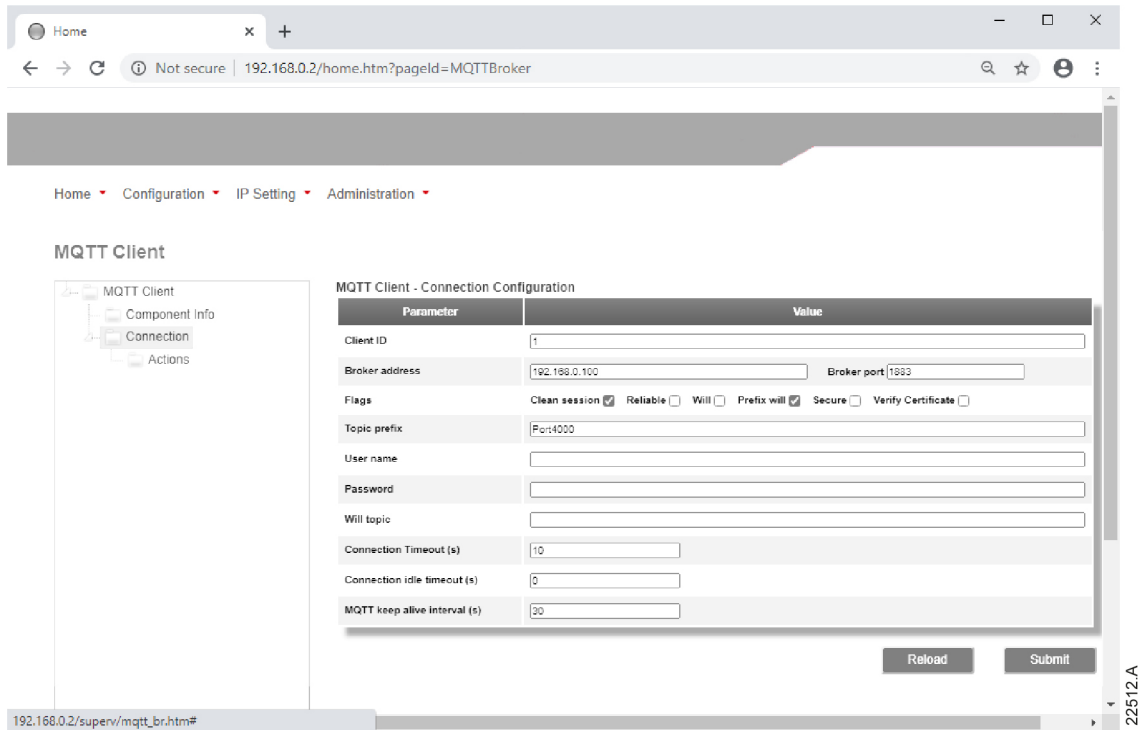 Home × +
Not secure | 192.168.0.2/home.htm?pageId=MQTTBroker
Home Configuration IP Setting Administration
MQTT Client
MQTT Client
Component Info
Connection
Actions
MQTT Client - Connection Configuration
Parameter Value
Client ID 1
Broker address 192.168.0.100 Broker port 1883
Flags Clean session Reliable Will Prefix will Secure Verify Certificate
Topic prefix Port4000
User name
Password
Will topic
Connection Timeout (s) 10
Connection idle timeout (s) 0
MQTT keep alive interval (s) 30
Reload Submit
192.168.0.2/superv/mqtt_br.htm#
22512.A